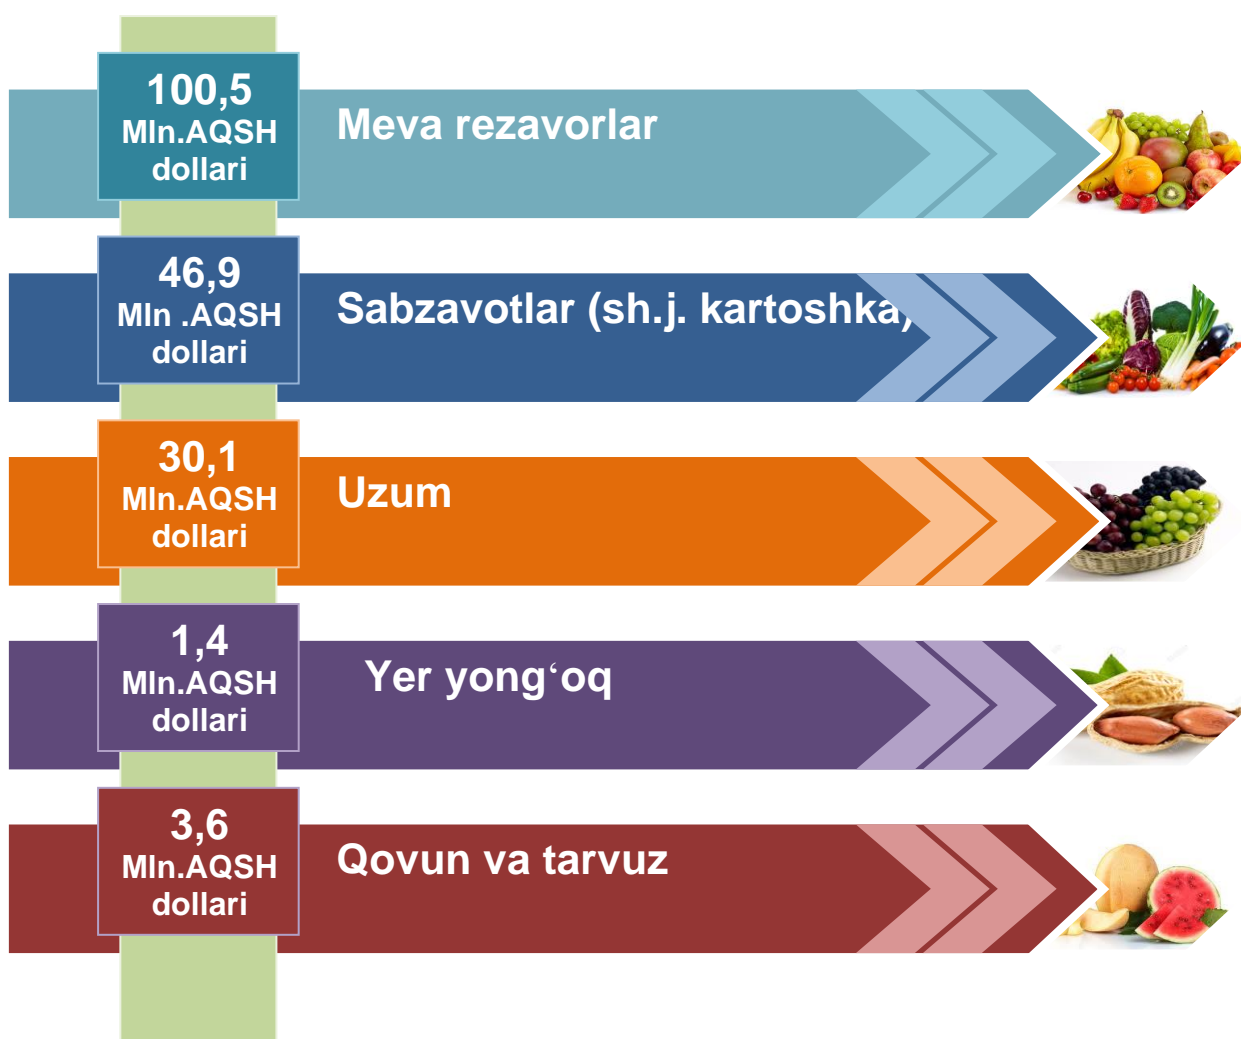 100,5
Mln.AQSH
dollari
Meva rezavorlar
46,9
Mln .AQSH
dollari
Sabzavotlar (sh.j. kartoshka)
30,1
Mln.AQSH
dollari
Uzum
1,4
Mln.AQSH
dollari
Yer yong‘oq
3,6
Mln.AQSH
dollari
Qovun va tarvuz